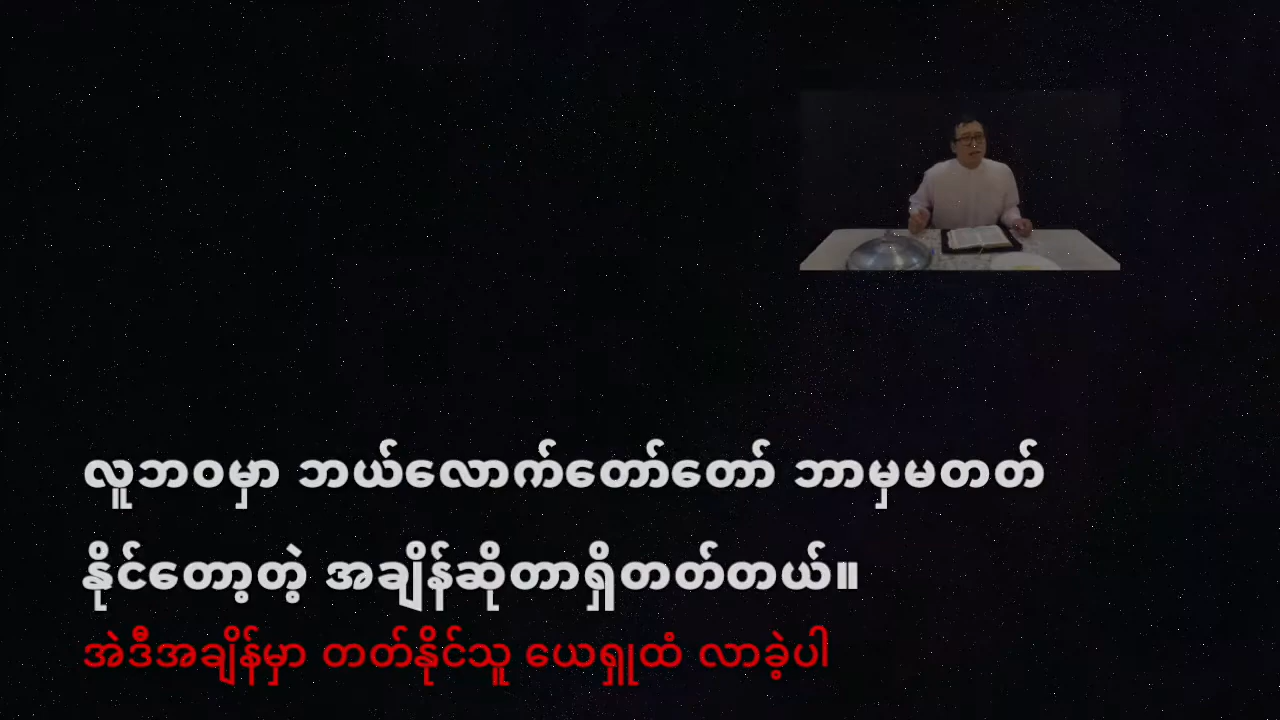 လူဘဝမှာ ဘယ်လောက်တော်တော် ဘာမှမတတ်
နိုင်တော့တဲ့ အချိန်ဆိုတာရှိတတ်တယ်။
အဲဒီအချိန်မှာ တတ်နိုင်သူ ယေရှုထံ လာခဲ့ပါ